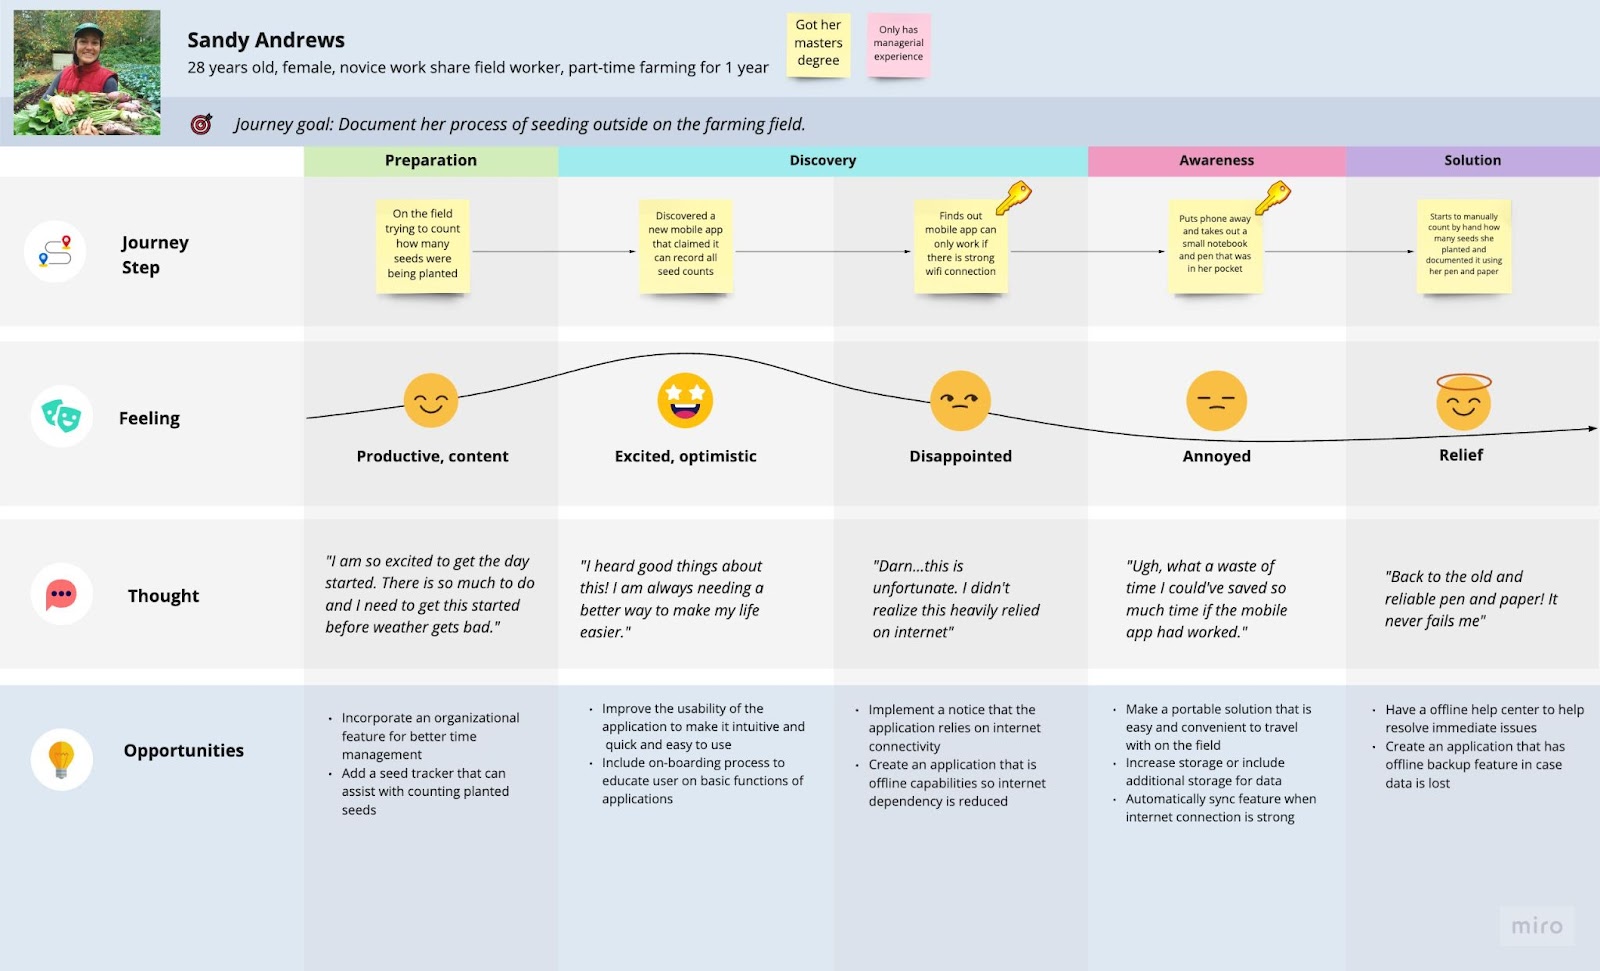 Sandy Andrews
28 years old, female, novice work share field worker, part-time farming for 1 year
Got her
masters
degree
Only has
managerial
experience
Journey goal: Document her process of seeding outside on the farming field.
Preparation
Discovery
Awareness
Solution
Journey
Step
On the field
trying to count
how many
seeds were
being planted
Discovered a
new mobile app
that claimed it
can record all
seed counts
Finds out
mobile app can
only work if
there is strong
wifi connection
Puts phone away
and takes out a
small notebook
and pen that was
in her pocket
Starts to manually
count by hand how
many seeds she
planted and
documented it using
her pen and paper
Feeling
Productive, content
Excited, optimistic
Disappointed
Annoyed
Relief
Thought
"I am so excited to get the day
started. There is so much to do
and I need to get this started
before weather gets bad."
"I heard good things about
this! I am always needing a
better way to make my life
easier."
"Darn...this is
unfortunate. I didn't
realize this heavily relied
on internet"
"Ugh, what a waste of
time I could've saved so
much time if the mobile
app had worked."
"Back to the old and
reliable pen and paper! It
never fails me"
Opportunities
• Incorporate an organizational
feature for better time
management
• Add a seed tracker that can
assist with counting planted
seeds
• Improve the usability of the
application to make it intuitive and
quick and easy to use
• Include on-boarding process to
educate user on basic functions of
applications
• Implement a notice that the
application relies on internet
connectivity
• Create an application that is
offline capabilities so internet
dependency is reduced
• Make a portable solution that is
easy and convenient to travel
with on the field
• Increase storage or include
additional storage for data
• Automatically sync feature when
internet connection is strong
• Have a offline help center to help
resolve immediate issues
• Create an application that has
offline backup feature in case
data is lost
miro